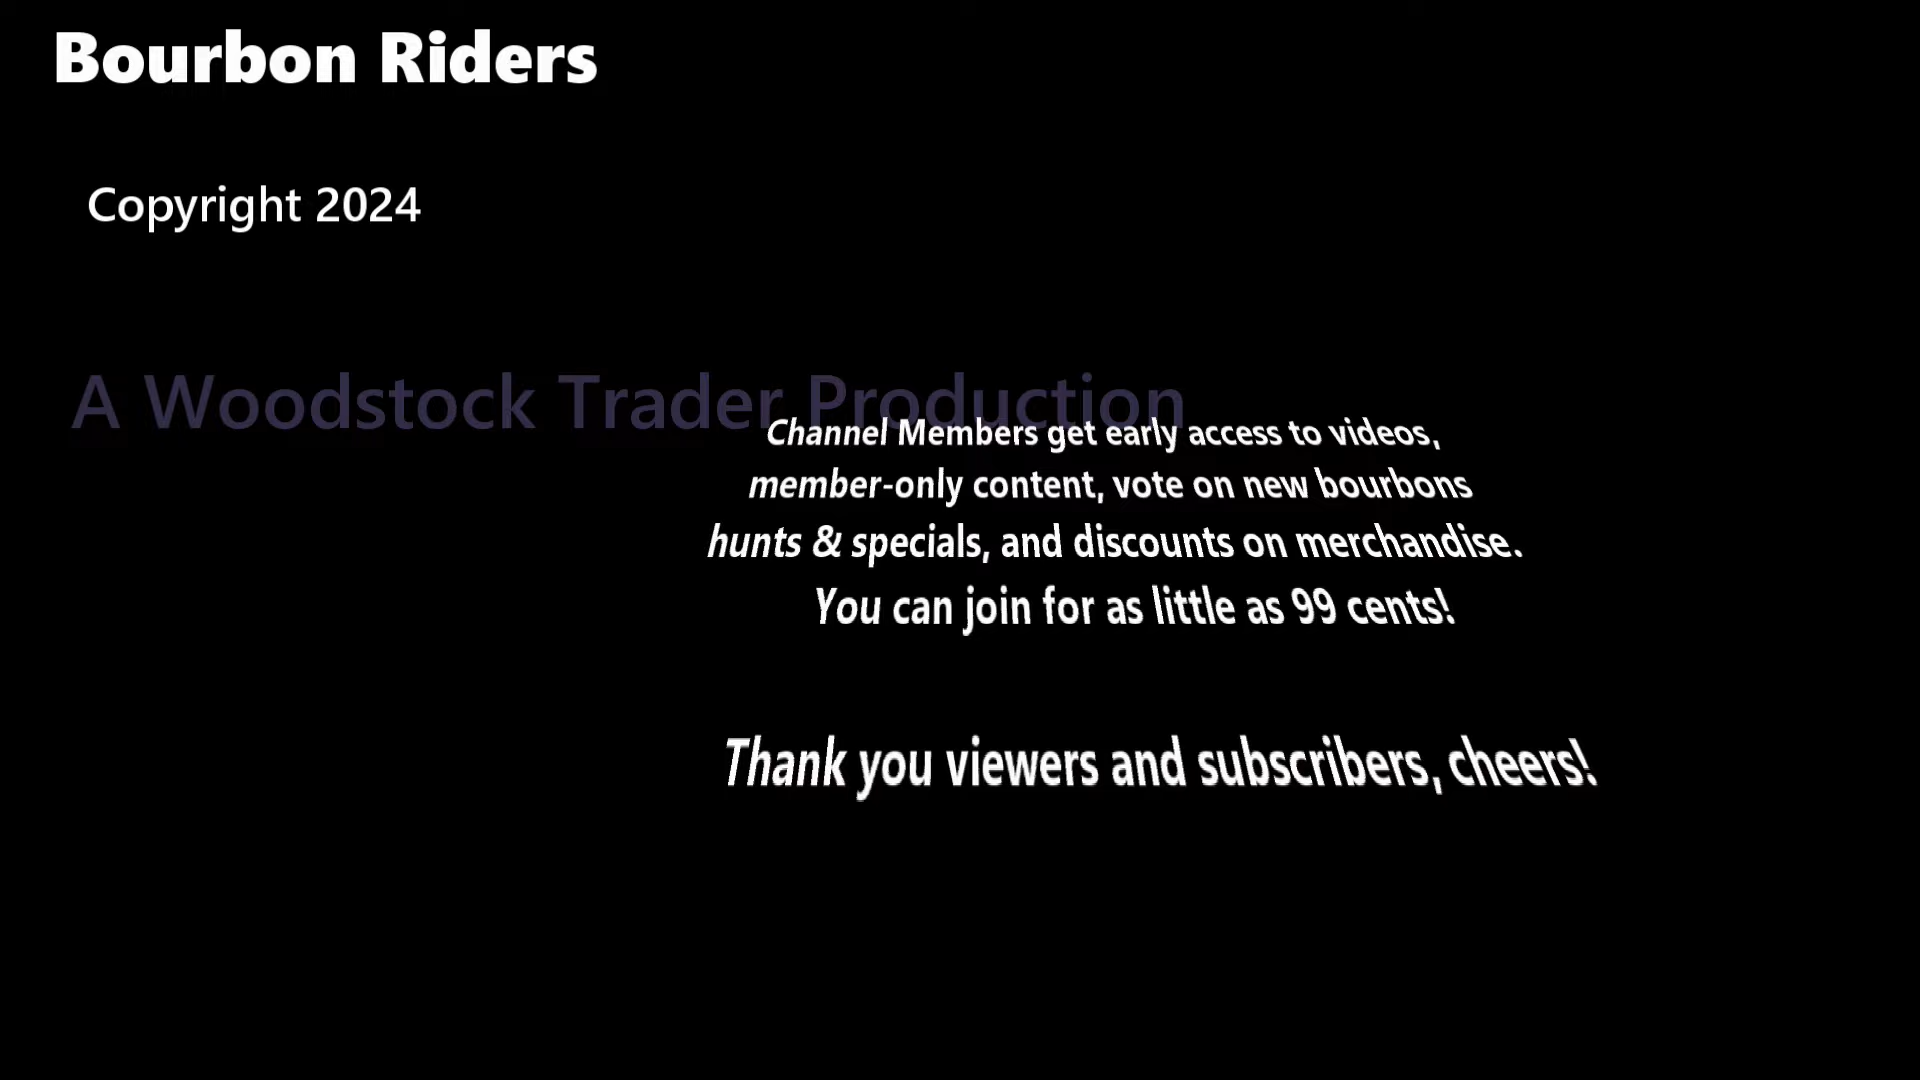 Bourbon Riders
Copyright 2024
A Woodstock Trader Production
Channel Members get early access to videos,
member-only content, vote on new bourbons
hunts & specials, and discounts on merchandise.
You can join for as little as 99 cents!
Thank you viewers and subscribers, cheers!